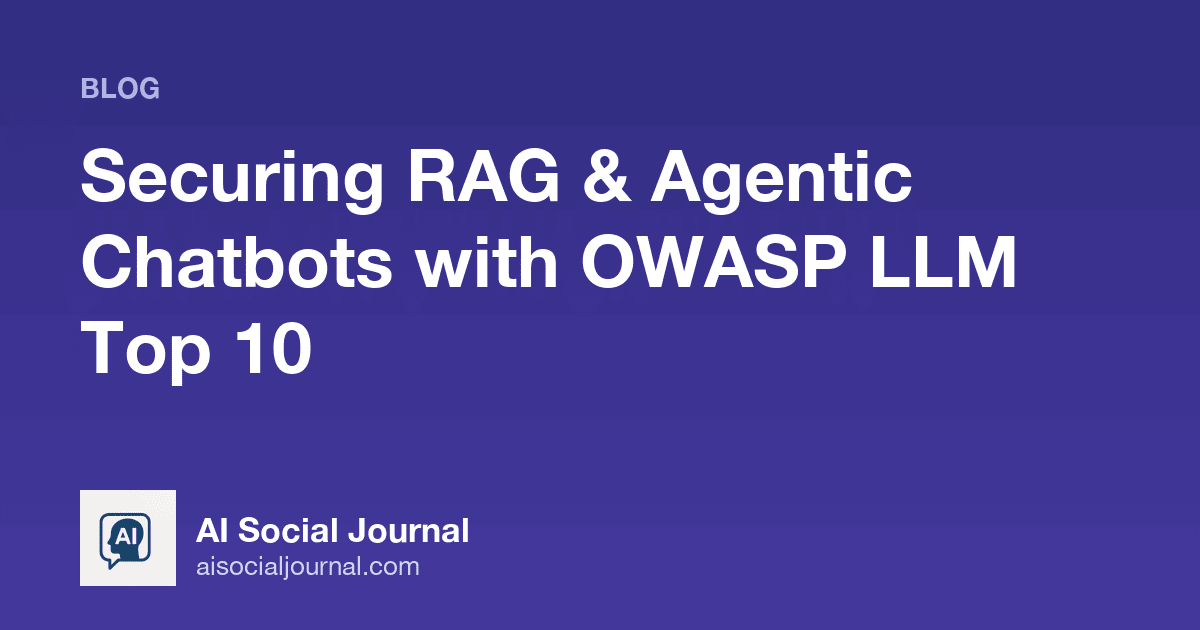 BLOG
Securing RAG & Agentic
Chatbots with OWASP LLM
Top 10
AI
AI Social Journal
aisocialjournal.com